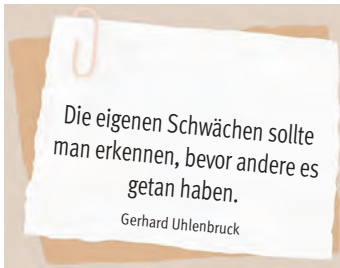 Die eigenen Schwächen sollte
man erkennen, bevor andere es
getan haben.
Gerhard Uhlenbruck